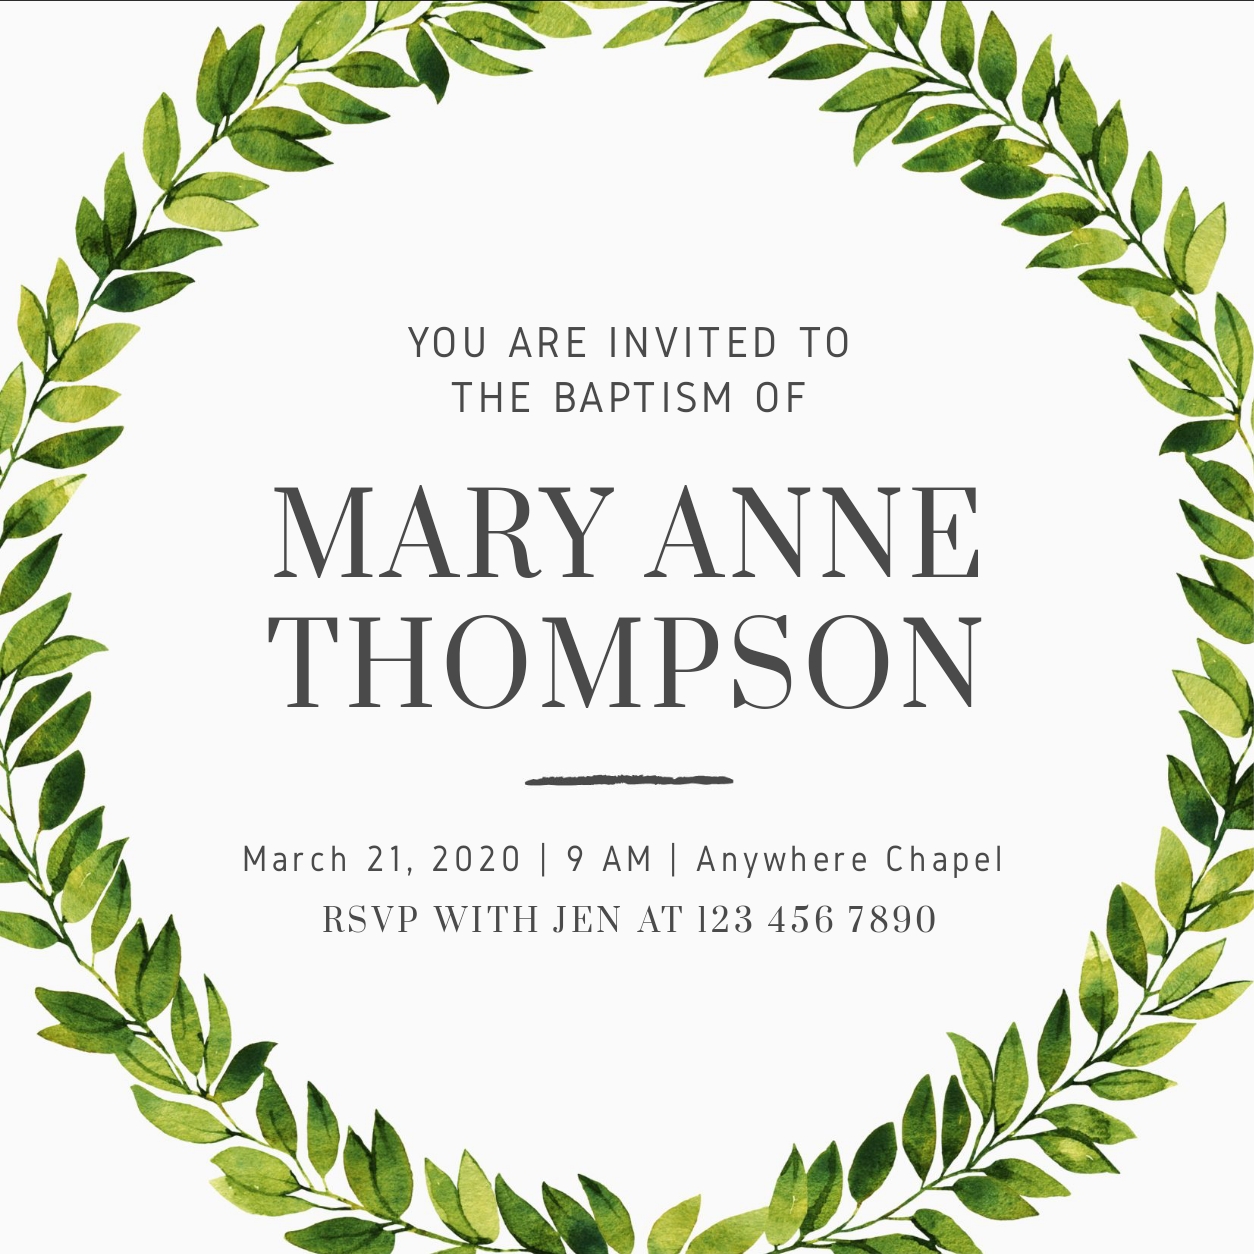 YOU ARE INVITED TO
THE BAPTISM OF
MARY ANNE
THOMPSON
March 21, 2020 | 9 AM | Anywhere Chapel
RSVP WITH JEN AT 123 456 7890